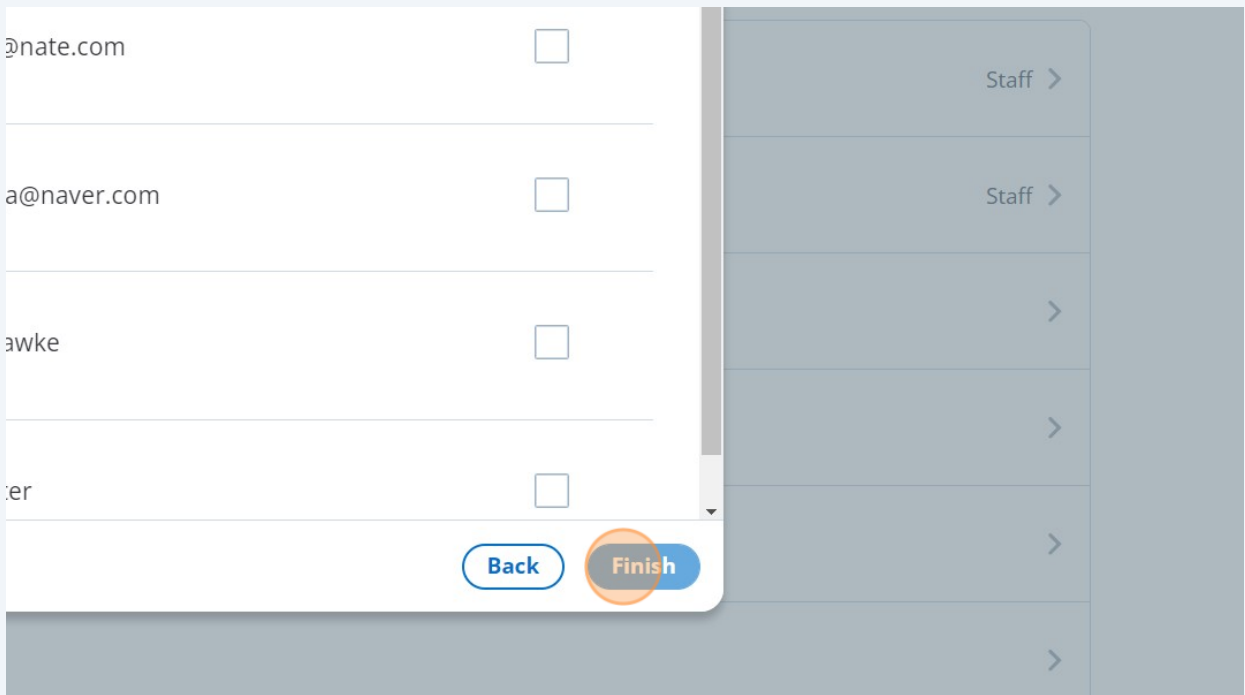 @nate.com
Staff
a@naver.com
Staff
awke
ter
Back
Finish